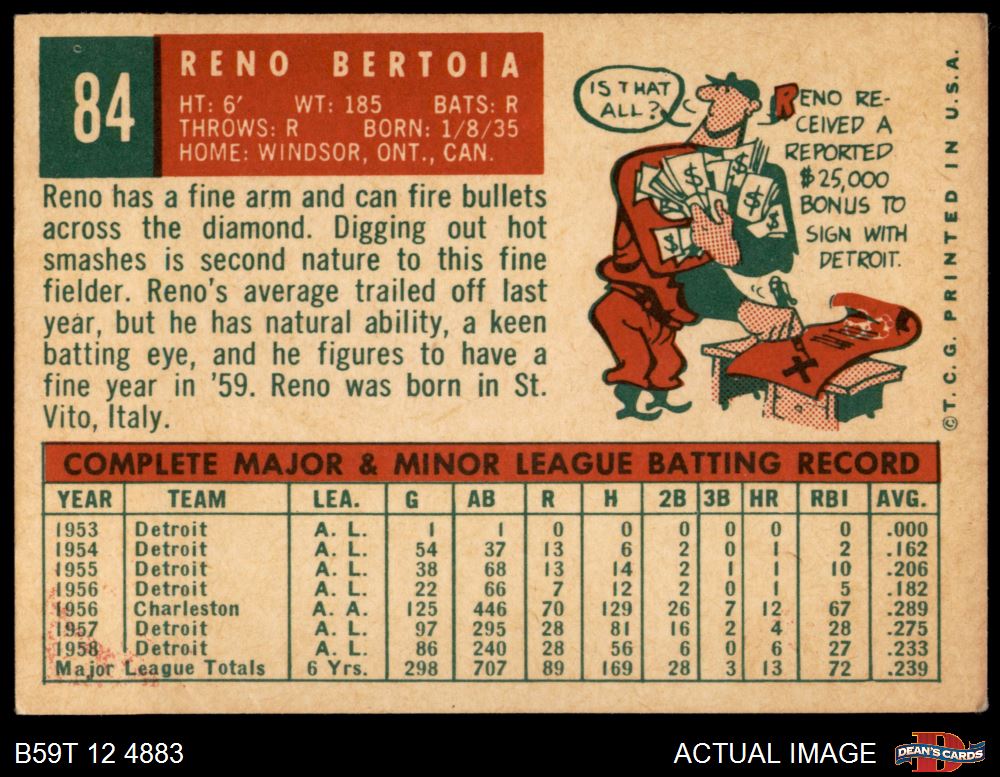 84
RENO BERTOIA
HT: 6' WT: 185 BATS: R
THROWS: R BORN: 1/8/35
HOME: WINDSOR, ONT., CAN.
Reno has a fine arm and can fire bullets
across the diamond. Digging out hot
smashes is second nature to this fine
fielder. Reno's average trailed off last
year, but he has natural ability, a keen
batting eye, and he figures to have a
fine year in '59. Reno was born in St.
Vito, Italy.
IS THAT
ALL?
RENO RE-
CEIVED A
REPORTED
$25,000
BONUS TO
SIGN WITH
DETROIT.
©T. C. G. PRINTED IN U.S.A.
COMPLETE MAJOR & MINOR LEAGUE BATTING RECORD
YEAR TEAM LEA. G AB R H 2B 3B HR RBI AVG.
1953 Detroit A. L. 1 1 0 0 0 0 0 0 .000
1954 Detroit A. L. 54 37 13 6 2 0 1 2 .162
1955 Detroit A. L. 38 68 13 14 2 1 1 10 .206
1956 Detroit A. L. 22 66 7 12 2 0 1 5 .182
1956 Charleston A. A. 125 446 70 129 26 7 12 67 .289
1957 Detroit A. L. 97 295 28 81 16 2 4 28 .275
1958 Detroit A. L. 86 240 28 56 6 0 6 27 .233
Major League Totals 6 Yrs. 298 707 89 169 28 3 13 72 .239
B59T 12 4883
ACTUAL IMAGE
DEAN'S CARDS